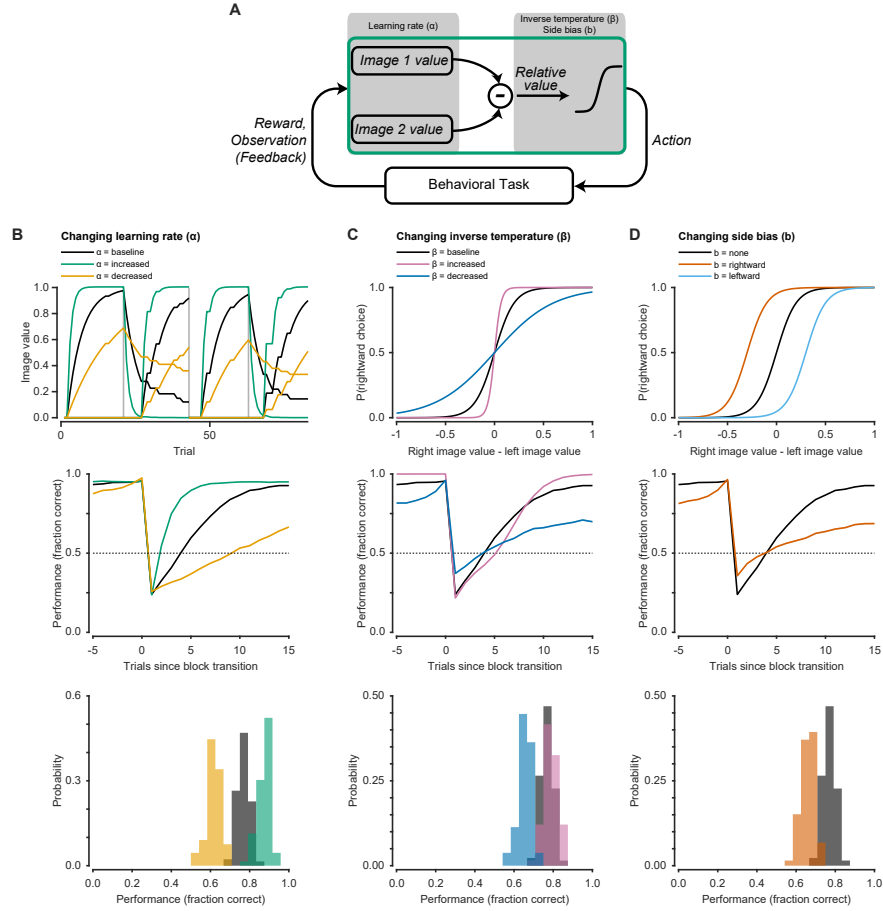 A
Learning rate (α)
Inverse temperature (β)
Side bias (b)
Image 1 value
Image 2 value
-
Relative
value
Reward,
Observation
(Feedback)
Action
Behavioral Task
B
Changing learning rate (α)
α = baseline
α = increased
α = decreased
1.0
0.8
0.6
0.4
0.2
0.0
Image value
0
50
Trial
C
Changing inverse temperature (β)
β = baseline
β = increased
β = decreased
1.0
0.5
0.0
P(rightward choice)
-1
-0.5
0
0.5
1
Right image value - left image value
D
Changing side bias (b)
b = none
b = rightward
b = leftward
1.0
0.5
0.0
P(rightward choice)
-1
-0.5
0
0.5
1
Right image value - left image value
1.0
0.5
0.0
Performance (fraction correct)
-5
0
5
10
15
Trials since block transition
1.0
0.5
0.0
Performance (fraction correct)
-5
0
5
10
15
Trials since block transition
1.0
0.5
0.0
Performance (fraction correct)
-5
0
5
10
15
Trials since block transition
0.6
0.3
0.0
Probability
0.0
0.2
0.4
0.6
0.8
1.0
Performance (fraction correct)
0.50
0.25
0.00
Probability
0.0
0.2
0.4
0.6
0.8
1.0
Performance (fraction correct)
0.50
0.25
0.00
Probability
0.0
0.2
0.4
0.6
0.8
1.0
Performance (fraction correct)